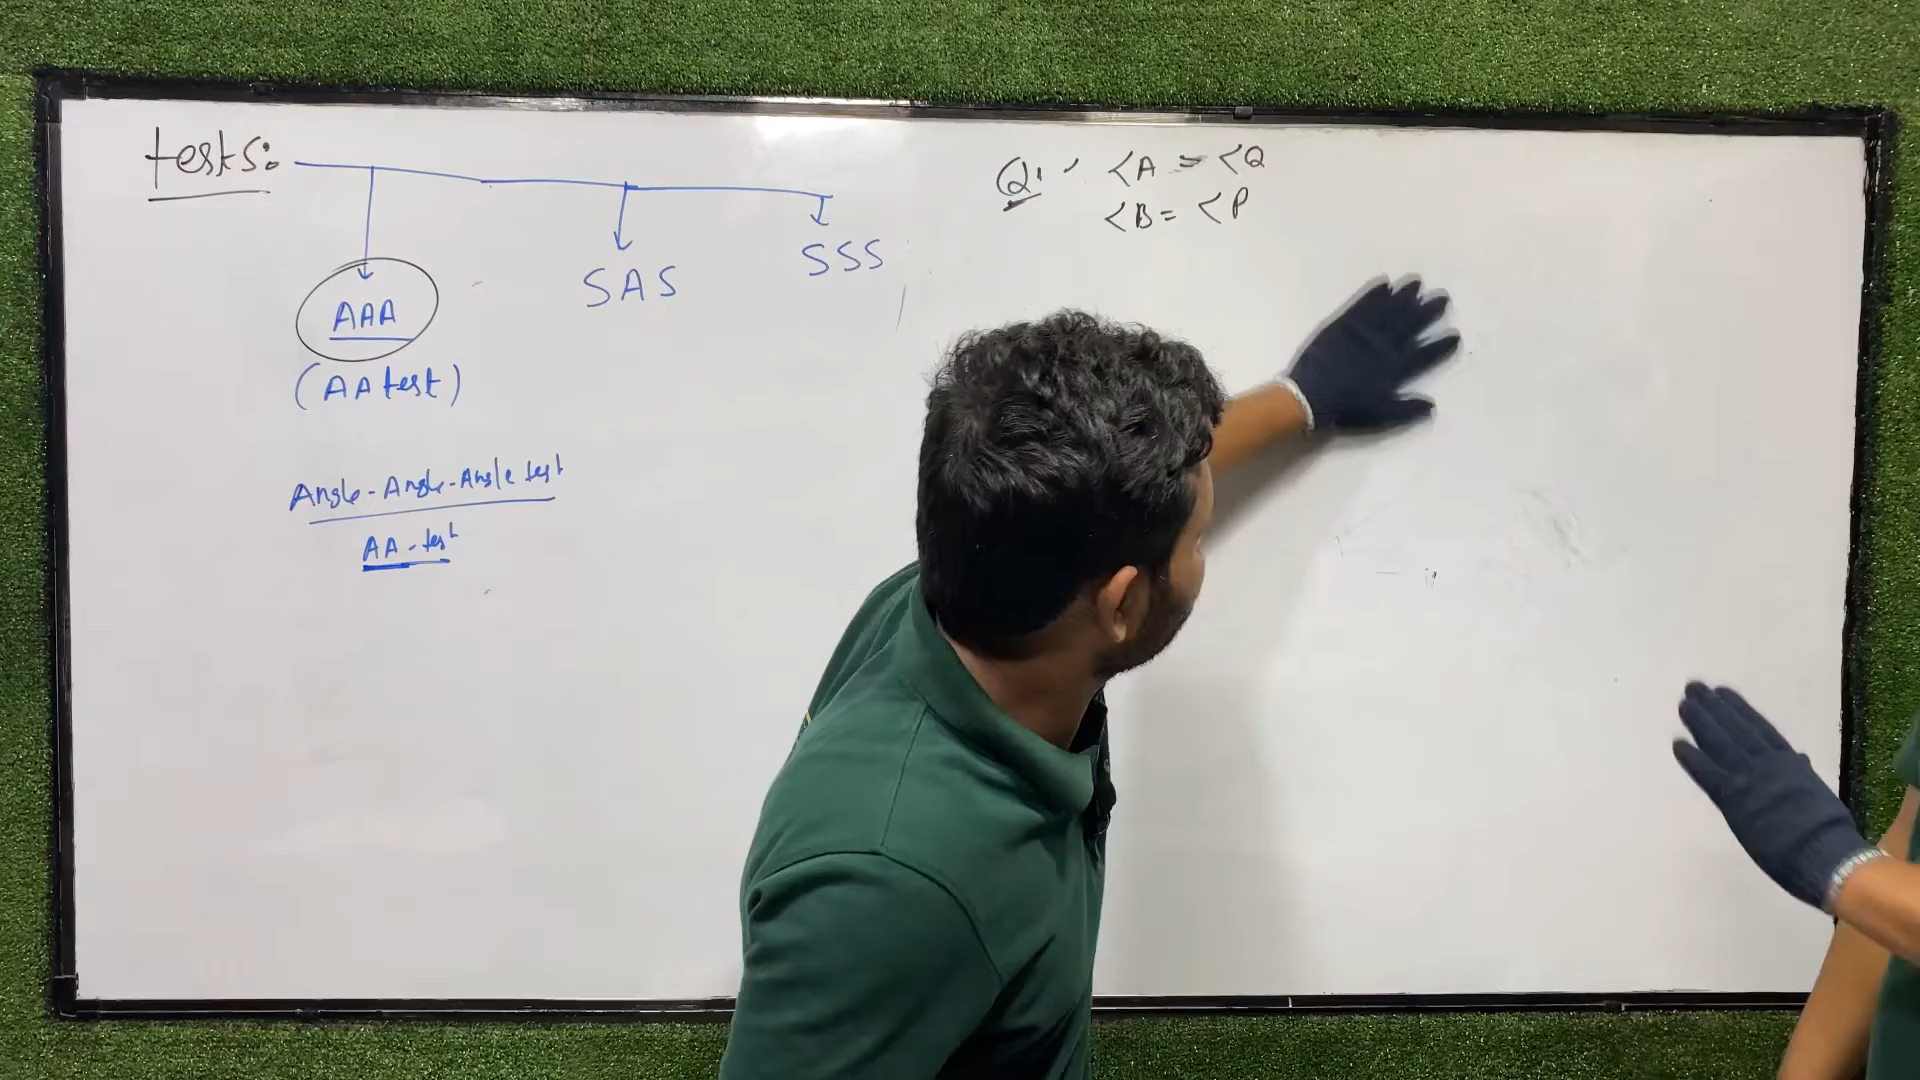 tests:
AAA
SAS
SSS
(AA test)
Angle-Angle-Angle test
AA-test
Q1. <A = <Q
<B = <P